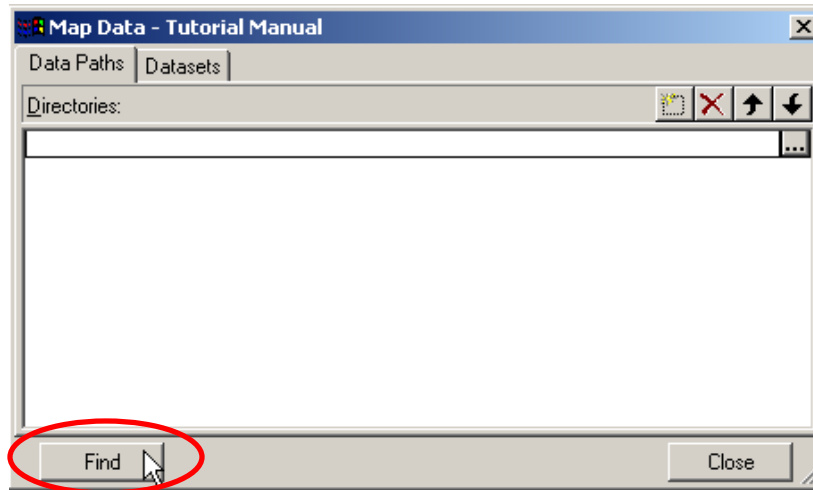 Map Data - Tutorial Manual
Data Paths Datasets
Directories:
...
Find Close